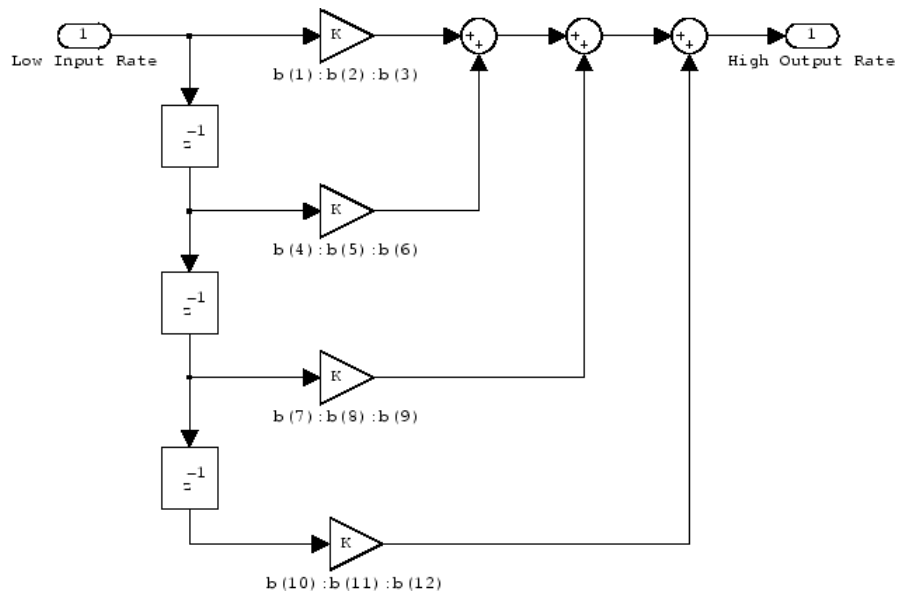 1
K
+
+
+
+
+
+
1
Low Input Rate
b(1):b(2):b(3)
High Output Rate
z-1
K
b(4):b(5):b(6)
z-1
K
b(7):b(8):b(9)
z-1
K
b(10):b(11):b(12)